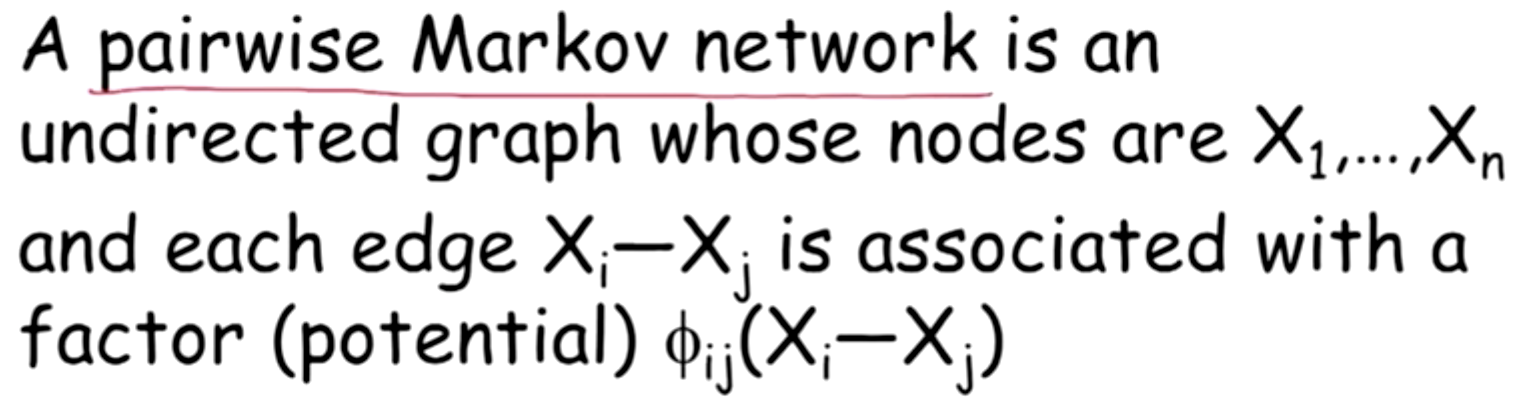 A pairwise Markov network is an
undirected graph whose nodes are X₁,...,Xₙ
and each edge Xᵢ—Xⱼ is associated with a
factor (potential) ϕᵢⱼ(Xᵢ—Xⱼ)